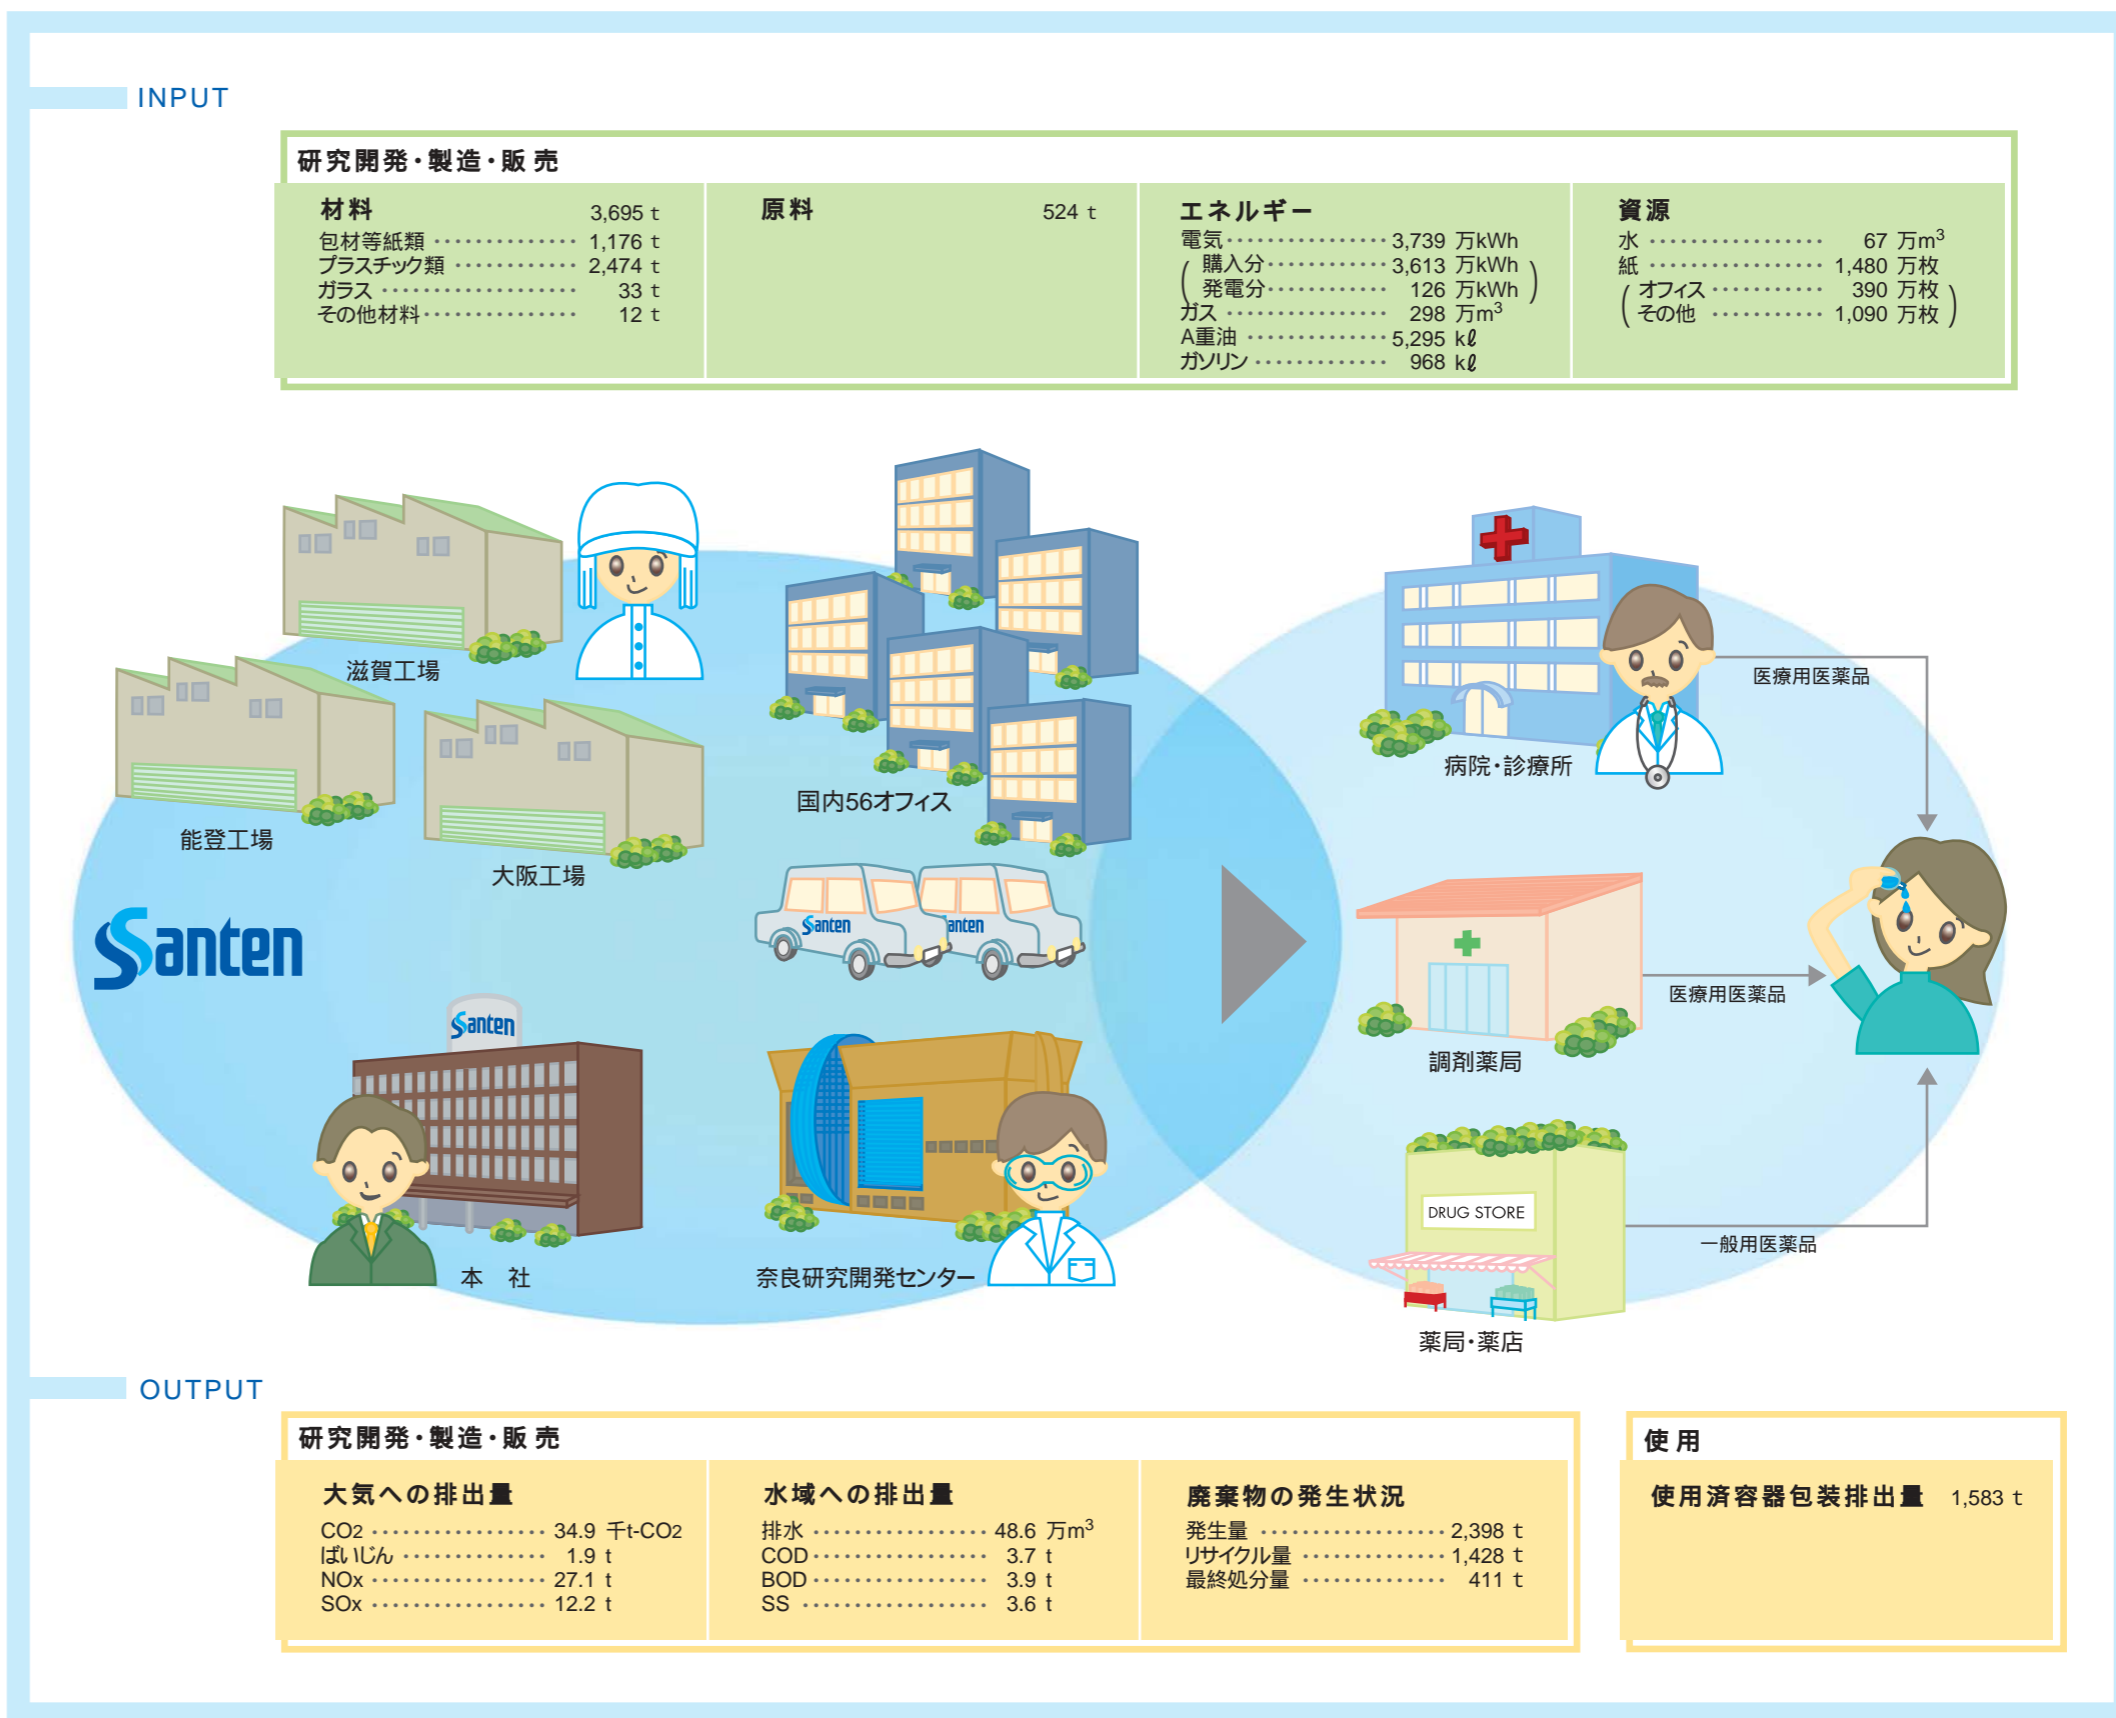 INPUT
研究開発・製造・販売
材料 3,695 t
包材等紙類 ・・・・・・・・・・・・・・ 1,176 t
プラスチック類 ・・・・・・・・・・・・ 2,474 t
ガラス ・・・・・・・・・・・・・・・・・・・ 33 t
その他材料 ・・・・・・・・・・・・・・・ 12 t
原料 524 t
エネルギー
電気 ・・・・・・・・・・・・・・・・ 3,739 万kWh
( 購入分 ・・・・・・・・・・・・ 3,613 万kWh )
( 発電分 ・・・・・・・・・・・・ 126 万kWh )
ガス ・・・・・・・・・・・・・・・・ 298 万m³
A重油 ・・・・・・・・・・・・・・ 5,295 kℓ
ガソリン ・・・・・・・・・・・・・ 968 kℓ
資源
水 ・・・・・・・・・・・・・・・・・ 67 万m³
紙 ・・・・・・・・・・・・・・・・・ 1,480 万枚
( オフィス ・・・・・・・・・・・ 390 万枚 )
( その他 ・・・・・・・・・・・ 1,090 万枚 )
滋賀工場
能登工場
大阪工場
国内56オフィス
Santen
Santen
anten
Santen
本 社
奈良研究開発センター
病院・診療所
医療用医薬品
調剤薬局
医療用医薬品
DRUG STORE
一般用医薬品
薬局・薬店
OUTPUT
研究開発・製造・販売
大気への排出量
CO2 ・・・・・・・・・・・・・・・・・ 34.9 千t-CO2
ばいじん ・・・・・・・・・・・・・・ 1.9 t
NOx ・・・・・・・・・・・・・・・・・ 27.1 t
SOx ・・・・・・・・・・・・・・・・・ 12.2 t
水域への排出量
排水 ・・・・・・・・・・・・・・・・・ 48.6 万m³
COD ・・・・・・・・・・・・・・・・・ 3.7 t
BOD ・・・・・・・・・・・・・・・・・ 3.9 t
SS ・・・・・・・・・・・・・・・・・・ 3.6 t
廃棄物の発生状況
発生量 ・・・・・・・・・・・・・・・・・・ 2,398 t
リサイクル量 ・・・・・・・・・・・・・・ 1,428 t
最終処分量 ・・・・・・・・・・・・・・ 411 t
使用
使用済容器包装排出量 1,583 t